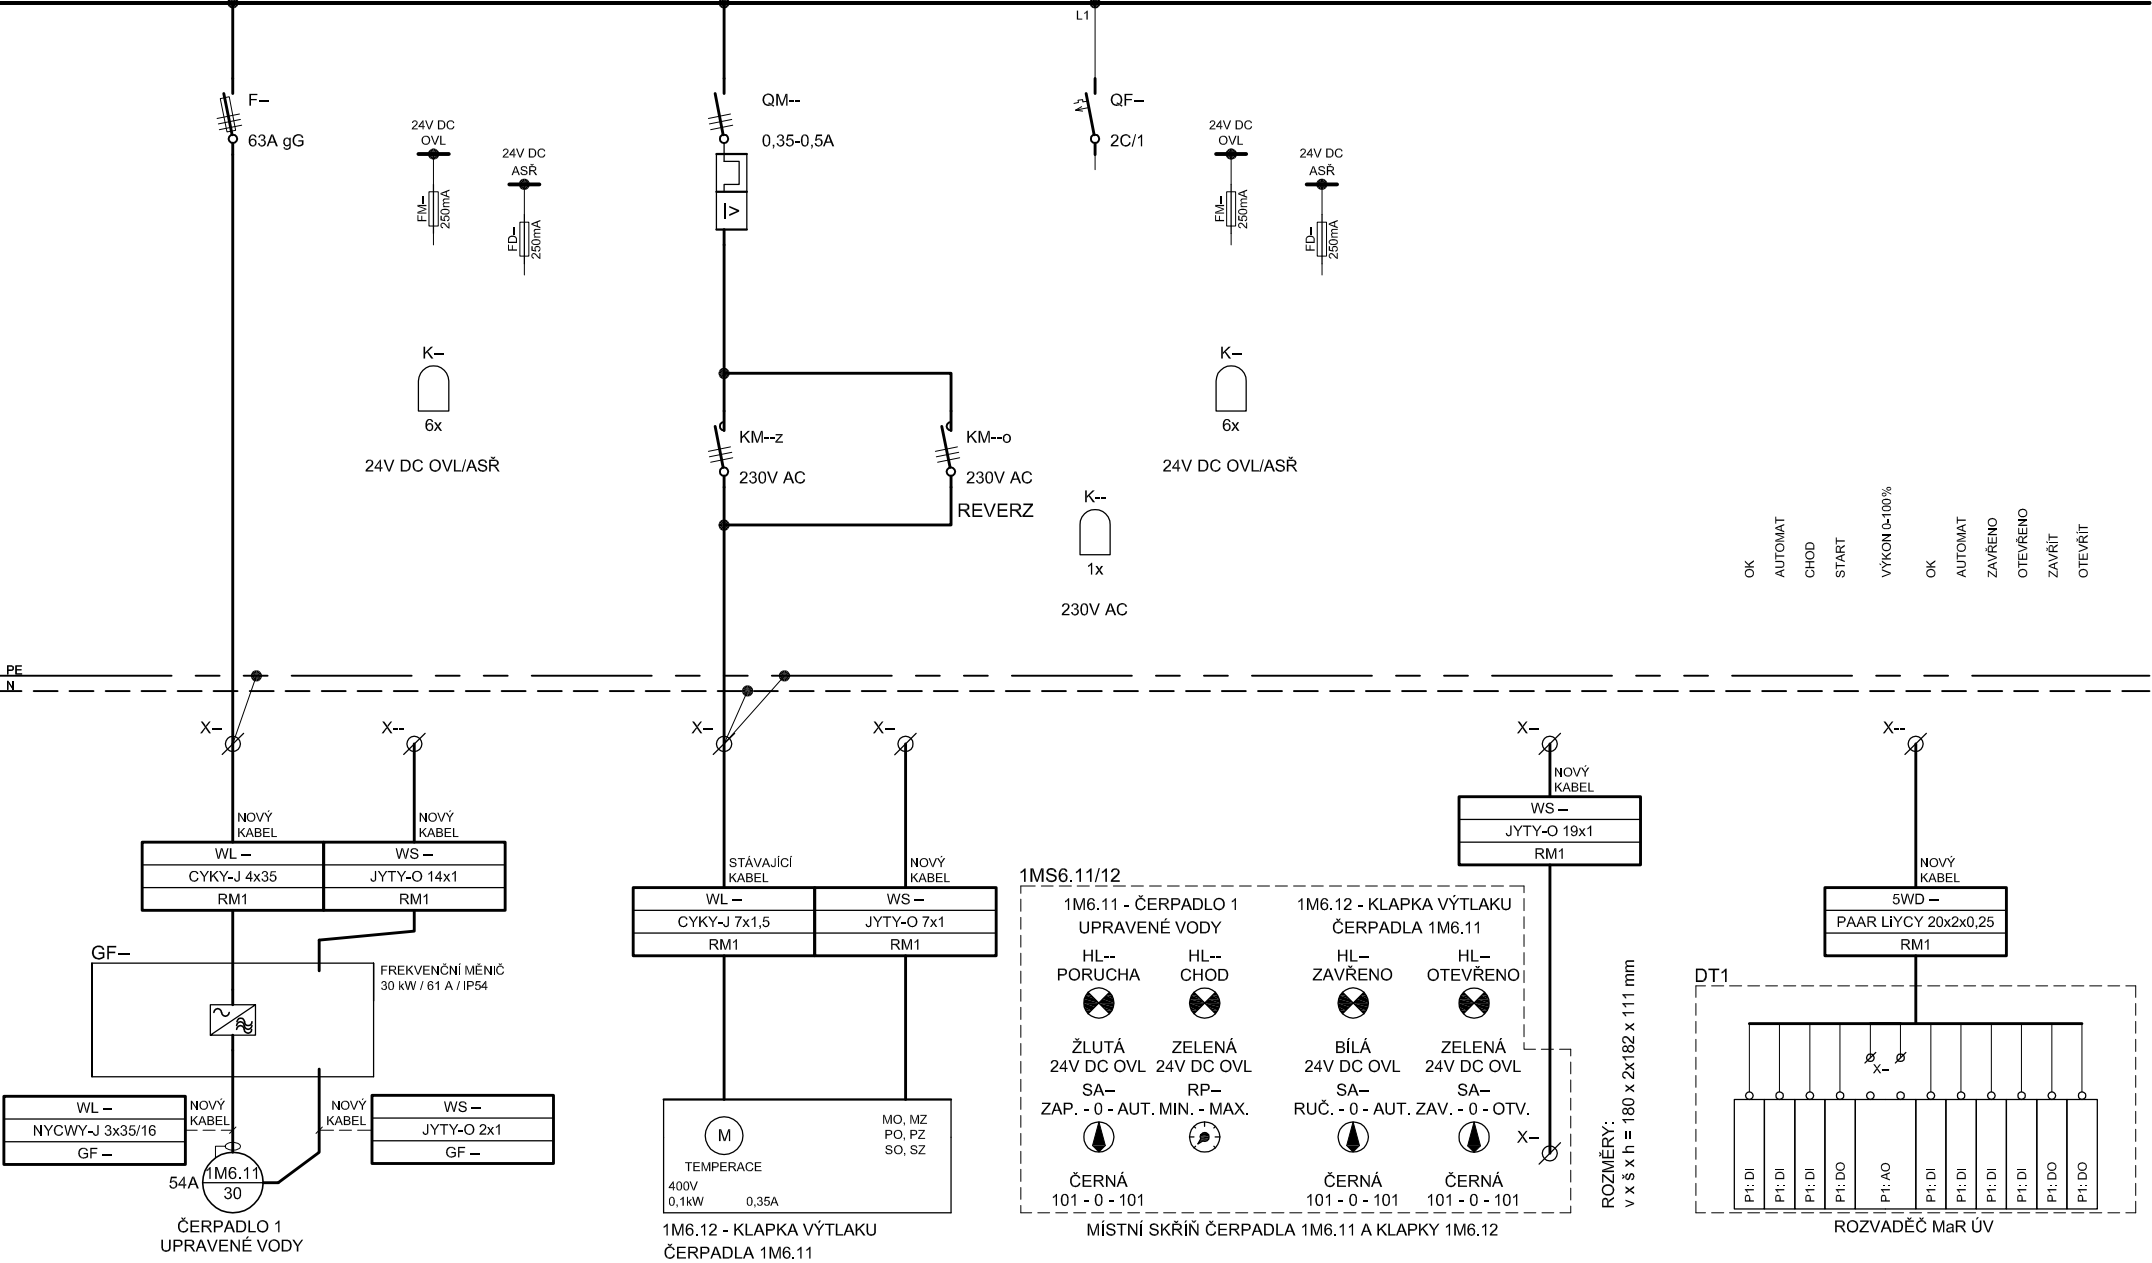 L1
F–
63A gG
24V DC
OVL
FM–
250mA
24V DC
ASŘ
FD–
250mA
QM--
0,35-0,5A
I>
QF–
2C/1
24V DC
OVL
FM–
250mA
24V DC
ASŘ
FD–
250mA
K–
6x
24V DC OVL/ASŘ
KM--z
230V AC
KM--o
230V AC
REVERZ
K--
1x
230V AC
K–
6x
24V DC OVL/ASŘ
OK
AUTOMAT
CHOD
START
VÝKON 0-100%
OK
AUTOMAT
ZAVŘENO
OTEVŘENO
ZAVŘÍT
OTEVŘÍT
PE
N
X–
X--
X–
X–
X–
X--
NOVÝ
KABEL
WL –
CYKY-J 4x35
RM1
NOVÝ
KABEL
WS –
JYTY-O 14x1
RM1
GF–
FREKVENČNÍ MĚNIČ
30 kW / 61 A / IP54
WL –
NYCWY-J 3x35/16
GF –
NOVÝ
KABEL
NOVÝ
KABEL
WS –
JYTY-O 2x1
GF –
54A
1M6.11
30
ČERPADLO 1
UPRAVENÉ VODY
STÁVAJÍCÍ
KABEL
WL –
CYKY-J 7x1,5
RM1
NOVÝ
KABEL
WS –
JYTY-O 7x1
RM1
M
TEMPERACE
400V
0,1kW 0,35A
MO, MZ
PO, PZ
SO, SZ
1M6.12 - KLAPKA VÝTLAKU
ČERPADLA 1M6.11
NOVÝ
KABEL
WS –
JYTY-O 19x1
RM1
1MS6.11/12
1M6.11 - ČERPADLO 1
UPRAVENÉ VODY
1M6.12 - KLAPKA VÝTLAKU
ČERPADLA 1M6.11
HL-- HL-- HL– HL–
PORUCHA CHOD ZAVŘENO OTEVŘENO
ŽLUTÁ ZELENÁ BÍLÁ ZELENÁ
24V DC OVL 24V DC OVL 24V DC OVL 24V DC OVL
SA– RP– SA– SA–
ZAP. - 0 - AUT. MIN. - MAX. RUČ. - 0 - AUT. ZAV. - 0 - OTV.
X–
ČERNÁ ČERNÁ ČERNÁ
101 - 0 - 101 101 - 0 - 101 101 - 0 - 101
MÍSTNÍ SKŘÍŇ ČERPADLA 1M6.11 A KLAPKY 1M6.12
ROZMĚRY:
v x š x h = 180 x 2x182 x 111 mm
NOVÝ
KABEL
5WD –
PAAR LiYCY 20x2x0,25
RM1
DT1
X–
P1: DI
P1: DI
P1: DI
P1: DO
P1: AO
P1: DI
P1: DI
P1: DI
P1: DI
P1: DO
P1: DO
ROZVADĚČ MaR ÚV